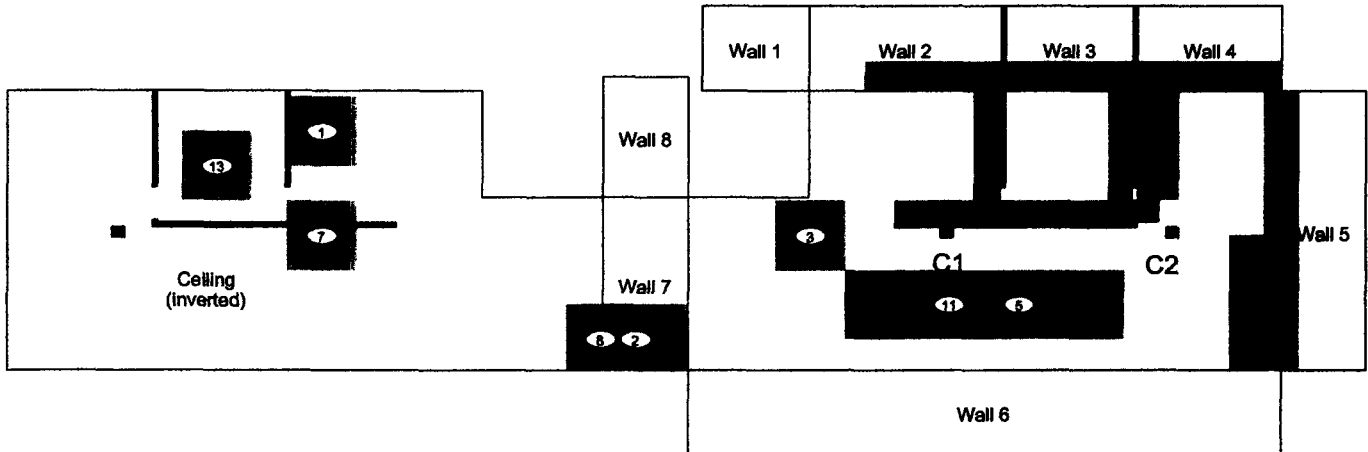 Wall 1
Wall 2
Wall 3
Wall 4
1
13
Wall 8
7
3
C1
C2
Wall 5
Ceiling
(inverted)
Wall 7
11
5
8
2
Wall 6